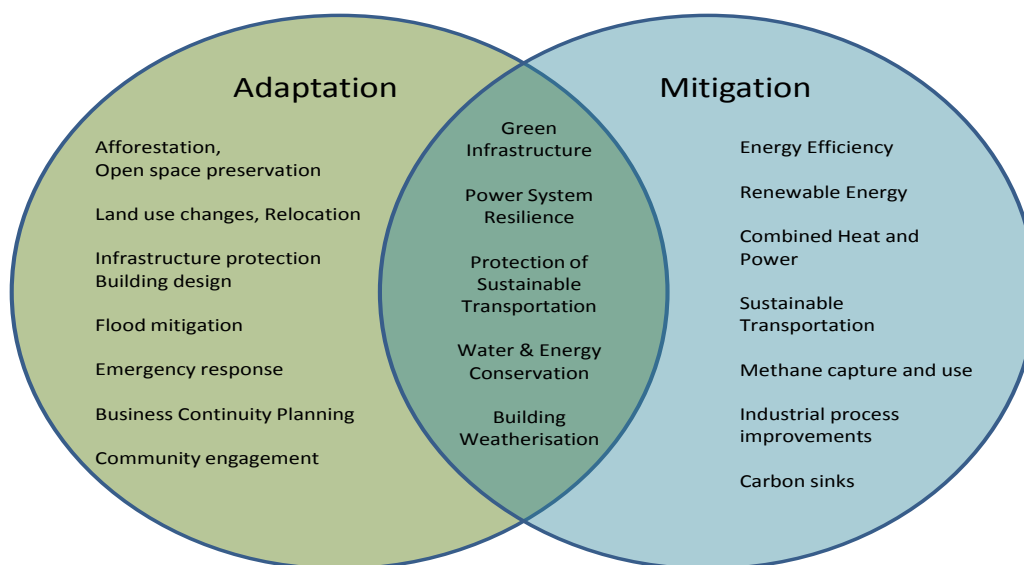 Adaptation
Afforestation,
Open space preservation
Land use changes, Relocation
Infrastructure protection
Building design
Flood mitigation
Emergency response
Business Continuity Planning
Community engagement
Green
Infrastructure
Power System
Resilience
Protection of
Sustainable
Transportation
Water & Energy
Conservation
Building
Weatherisation
Mitigation
Energy Efficiency
Renewable Energy
Combined Heat and
Power
Sustainable
Transportation
Methane capture and use
Industrial process
improvements
Carbon sinks